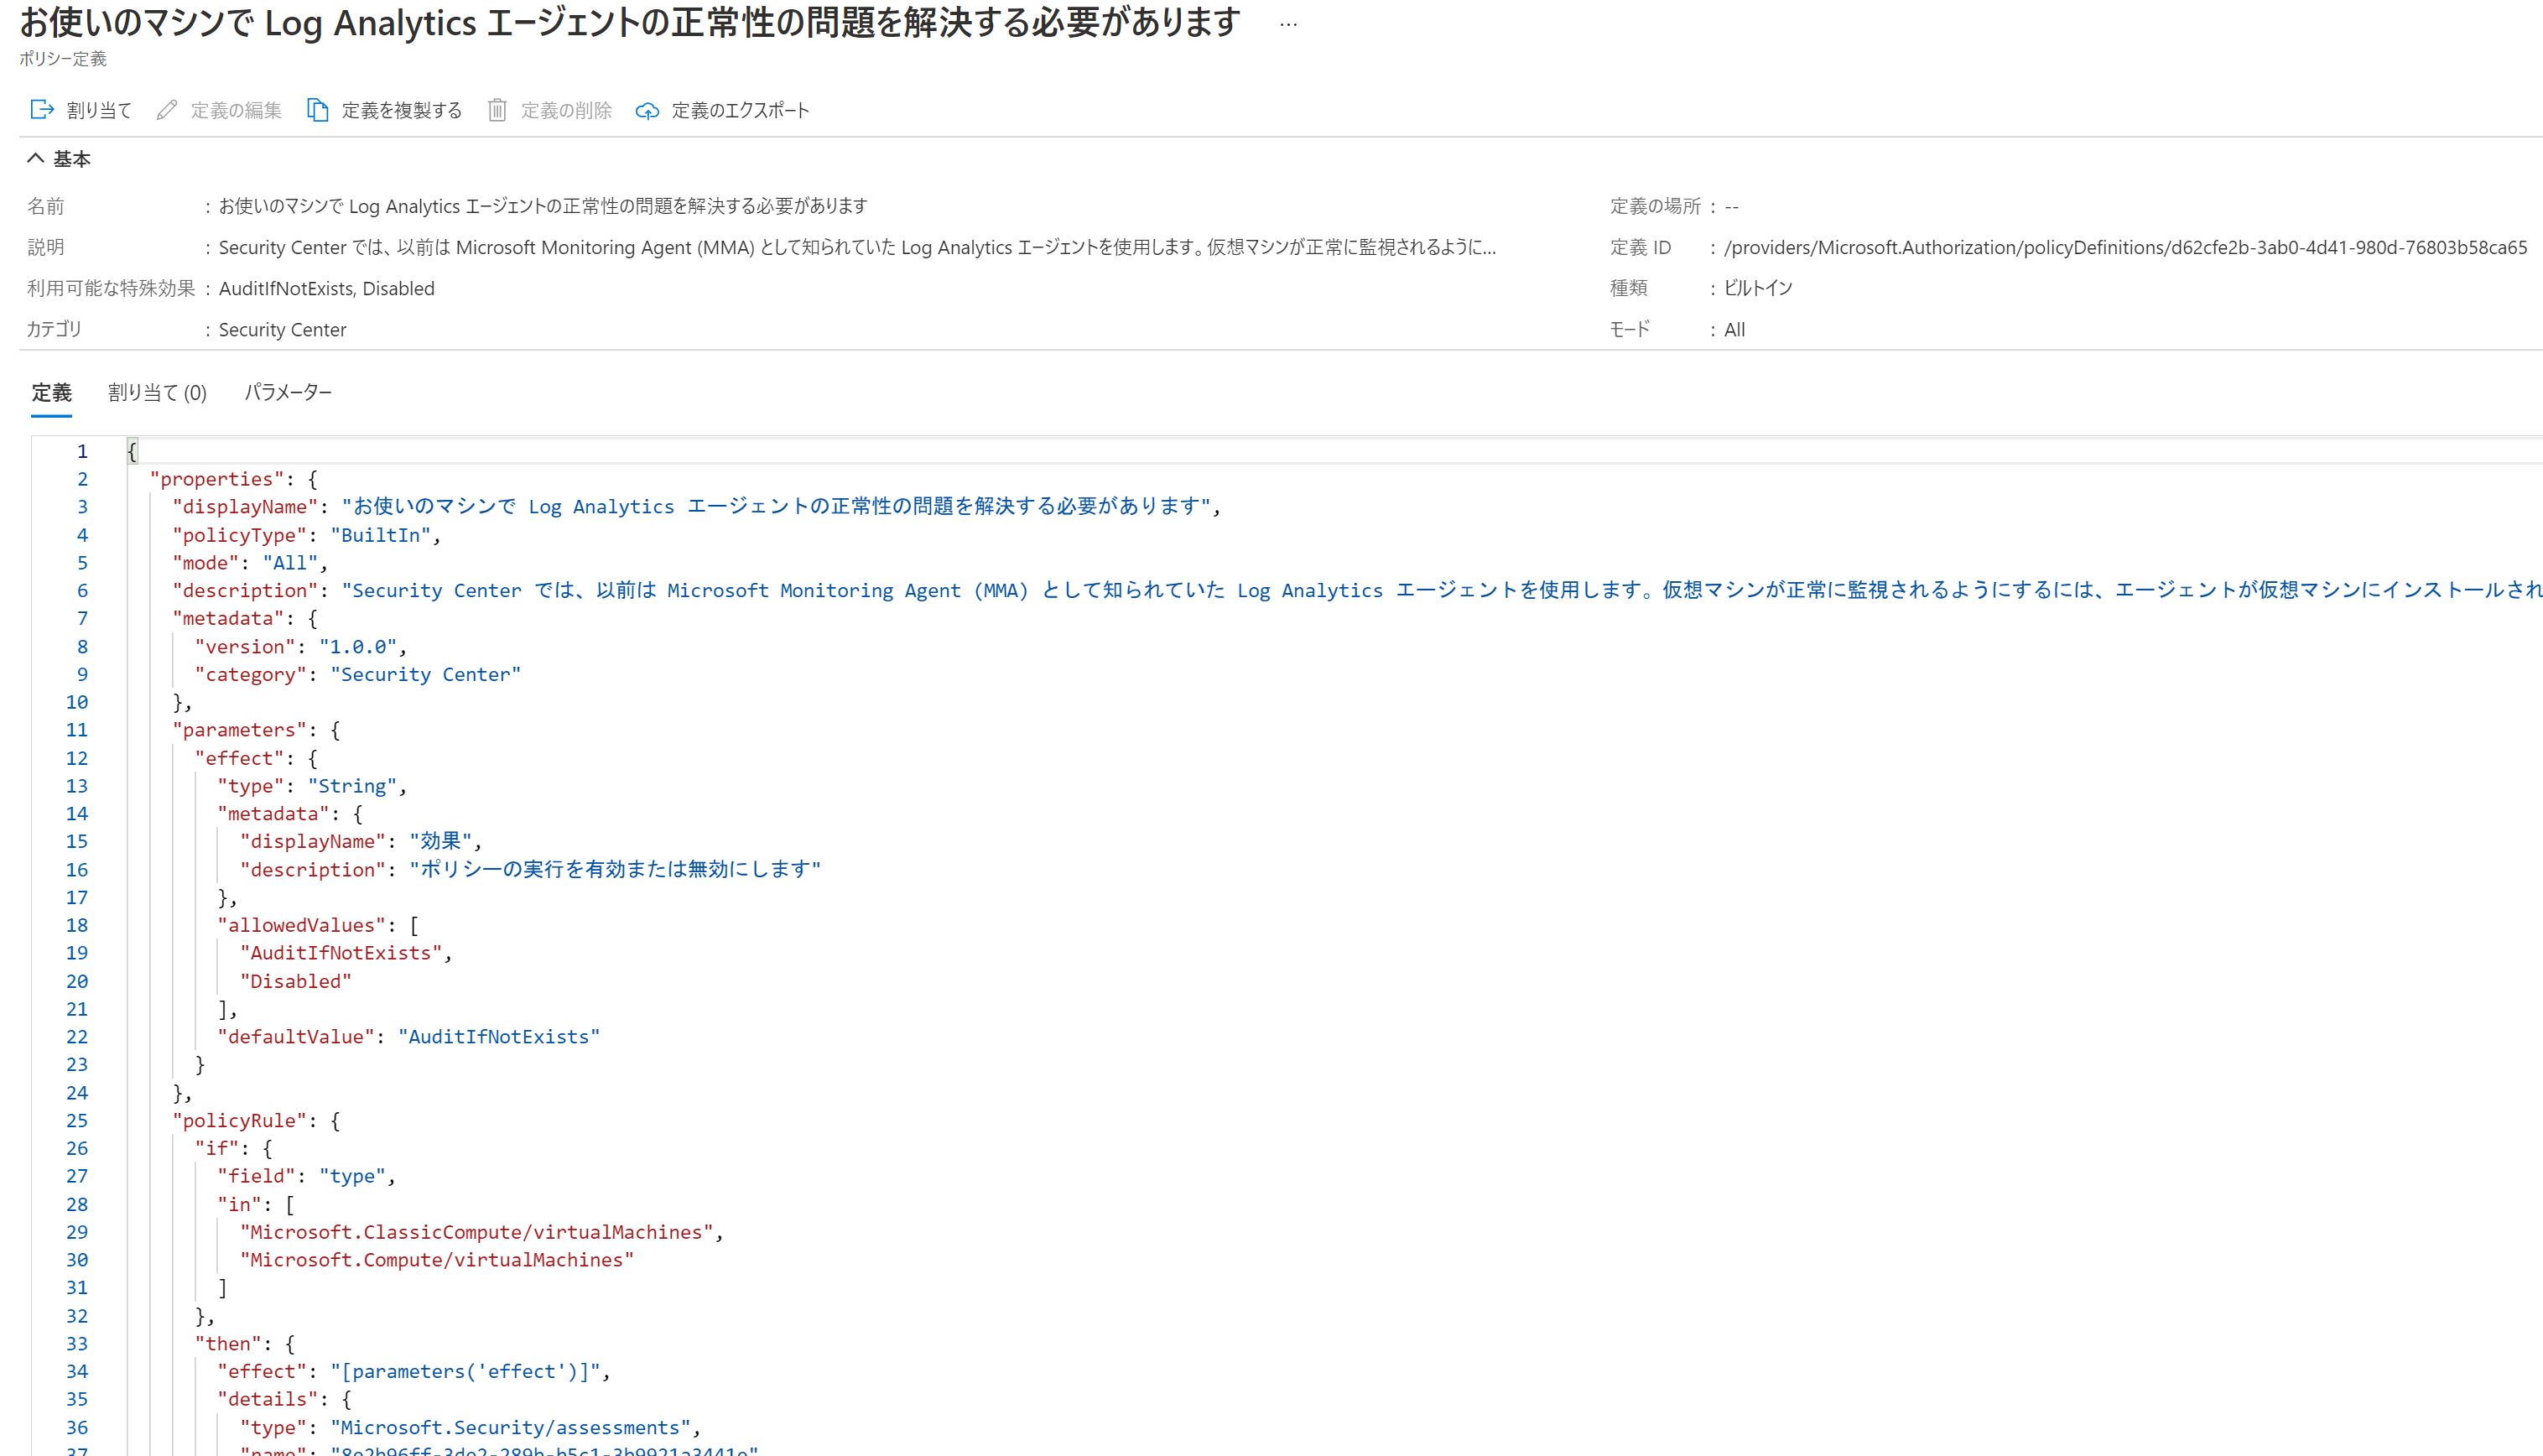 お使いのマシンで Log Analytics エージェントの正常性の問題を解決する必要があります …
ポリシー定義
割り当て 定義の編集 定義を複製する 定義の削除 定義のエクスポート
基本
名前 : お使いのマシンで Log Analytics エージェントの正常性の問題を解決する必要があります
説明 : Security Center では、以前は Microsoft Monitoring Agent (MMA) として知られていた Log Analytics エージェントを使用します。仮想マシンが正常に監視されるように...
利用可能な特殊効果 : AuditIfNotExists, Disabled
カテゴリ : Security Center
定義の場所 : --
定義 ID : /providers/Microsoft.Authorization/policyDefinitions/d62cfe2b-3ab0-4d41-980d-76803b58ca65
種類 : ビルトイン
モード : All
定義 割り当て (0) パラメーター
1 {
2 "properties": {
3 "displayName": "お使いのマシンで Log Analytics エージェントの正常性の問題を解決する必要があります",
4 "policyType": "BuiltIn",
5 "mode": "All",
6 "description": "Security Center では、以前は Microsoft Monitoring Agent (MMA) として知られていた Log Analytics エージェントを使用します。仮想マシンが正常に監視されるようにするには、エージェントが仮想マシンにインストールされ
7 "metadata": {
8 "version": "1.0.0",
9 "category": "Security Center"
10 },
11 "parameters": {
12 "effect": {
13 "type": "String",
14 "metadata": {
15 "displayName": "効果",
16 "description": "ポリシーの実行を有効または無効にします"
17 },
18 "allowedValues": [
19 "AuditIfNotExists",
20 "Disabled"
21 ],
22 "defaultValue": "AuditIfNotExists"
23 }
24 },
25 "policyRule": {
26 "if": {
27 "field": "type",
28 "in": [
29 "Microsoft.ClassicCompute/virtualMachines",
30 "Microsoft.Compute/virtualMachines"
31 ]
32 },
33 "then": {
34 "effect": "[parameters('effect')]",
35 "details": {
36 "type": "Microsoft.Security/assessments",
37 "name":